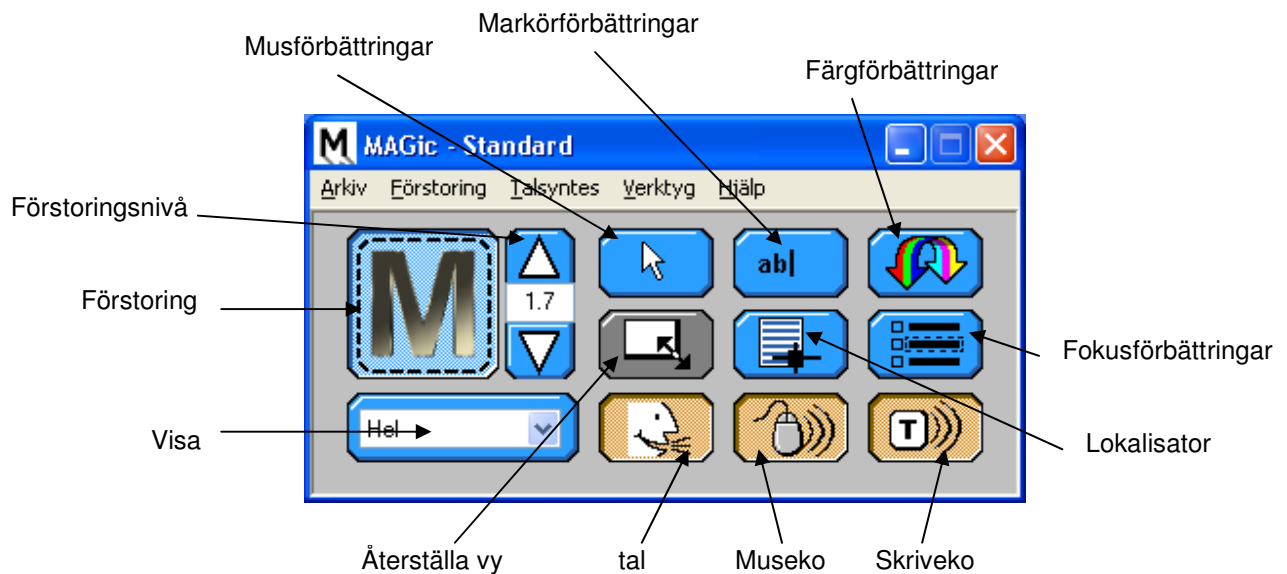 Markörförbättringar
Musförbättringar
Färgförbättringar
M MAGic - Standard
Arkiv Förstoring Talsyntes Verktyg Hjälp
Förstoringsnivå
ab
M
1.7
Förstoring
Fokusförbättringar
Hel
T
Visa
Lokalisator
Återställa vy tal Museko Skriveko